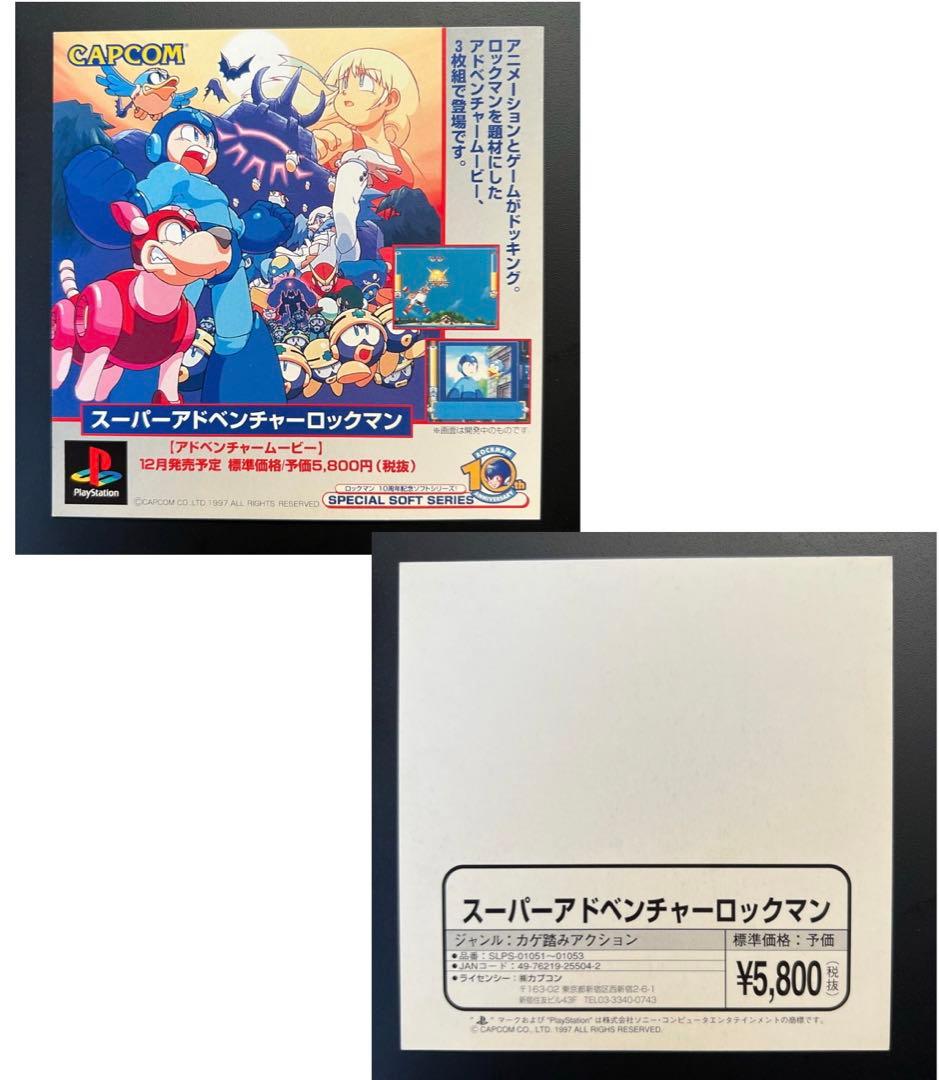 CAPCOM
アニメーションとゲームがドッキング。
ロックマンを題材にした
アドベンチャームービー、
3枚組で登場です。
※画面は開発中のものです
スーパーアドベンチャーロックマン
【アドベンチャームービー】
12月発売予定 標準価格/予価5,800円(税抜)
PlayStation
©CAPCOM CO.,LTD.1997 ALL RIGHTS RESERVED.
ロックマン 10周年記念ソフトシリーズ!
SPECIAL SOFT SERIES
ROCKMAN
10th
ANNIVERSARY
スーパーアドベンチャーロックマン
ジャンル:カゲ踏みアクション
標準価格:予価
●品番:SLPS-01051〜01053
●JANコード:49-76219-25504-2
●ライセンシー:㈱カプコン
〒163-02 東京都新宿区西新宿2-6-1
新宿住友ビル43F TEL03-3340-0743
¥5,800(税抜)
" " マークおよび "PlayStation" は株式会社ソニー・コンピュータエンタテインメントの商標です。
© CAPCOM CO., LTD. 1997 ALL RIGHS RESERVED.